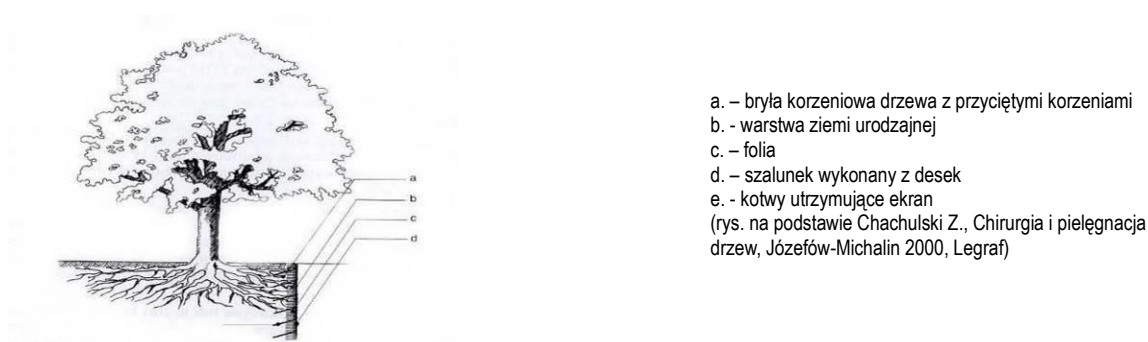 a
b
c
d
a. – bryła korzeniowa drzewa z przyciętymi korzeniami
b. - warstwa ziemi urodzajnej
c. – folia
d. – szalunek wykonany z desek
e. - kotwy utrzymujące ekran
(rys. na podstawie Chachulski Z., Chirurgia i pielęgnacja
drzew, Józefów-Michalin 2000, Legraf)